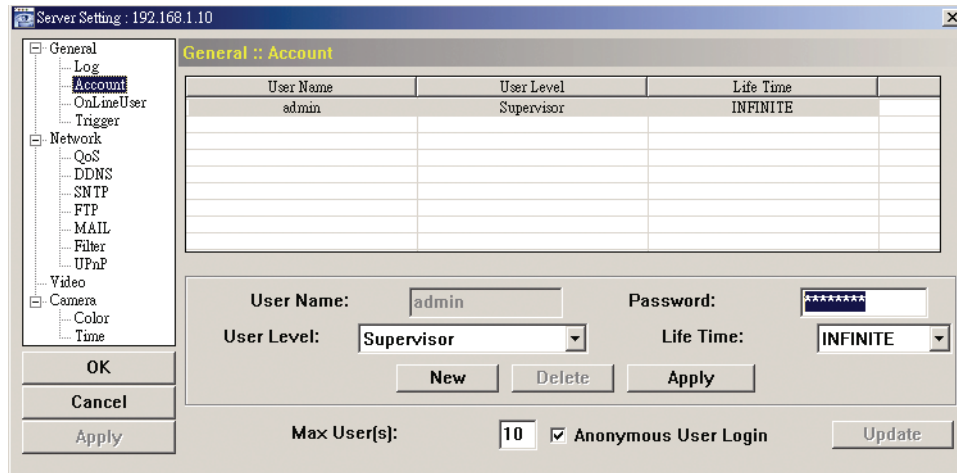 Server Setting : 192.168.1.10
General
Log
Account
OnLineUser
Trigger
Network
QoS
DDNS
SNTP
FTP
MAIL
Filter
UPnP
Video
Camera
Color
Time
OK
Cancel
Apply
General :: Account
User Name User Level Life Time
admin Supervisor INFINITE
User Name: admin Password: ********
User Level: Supervisor Life Time: INFINITE
New Delete Apply
Max User(s): 10 Anonymous User Login Update